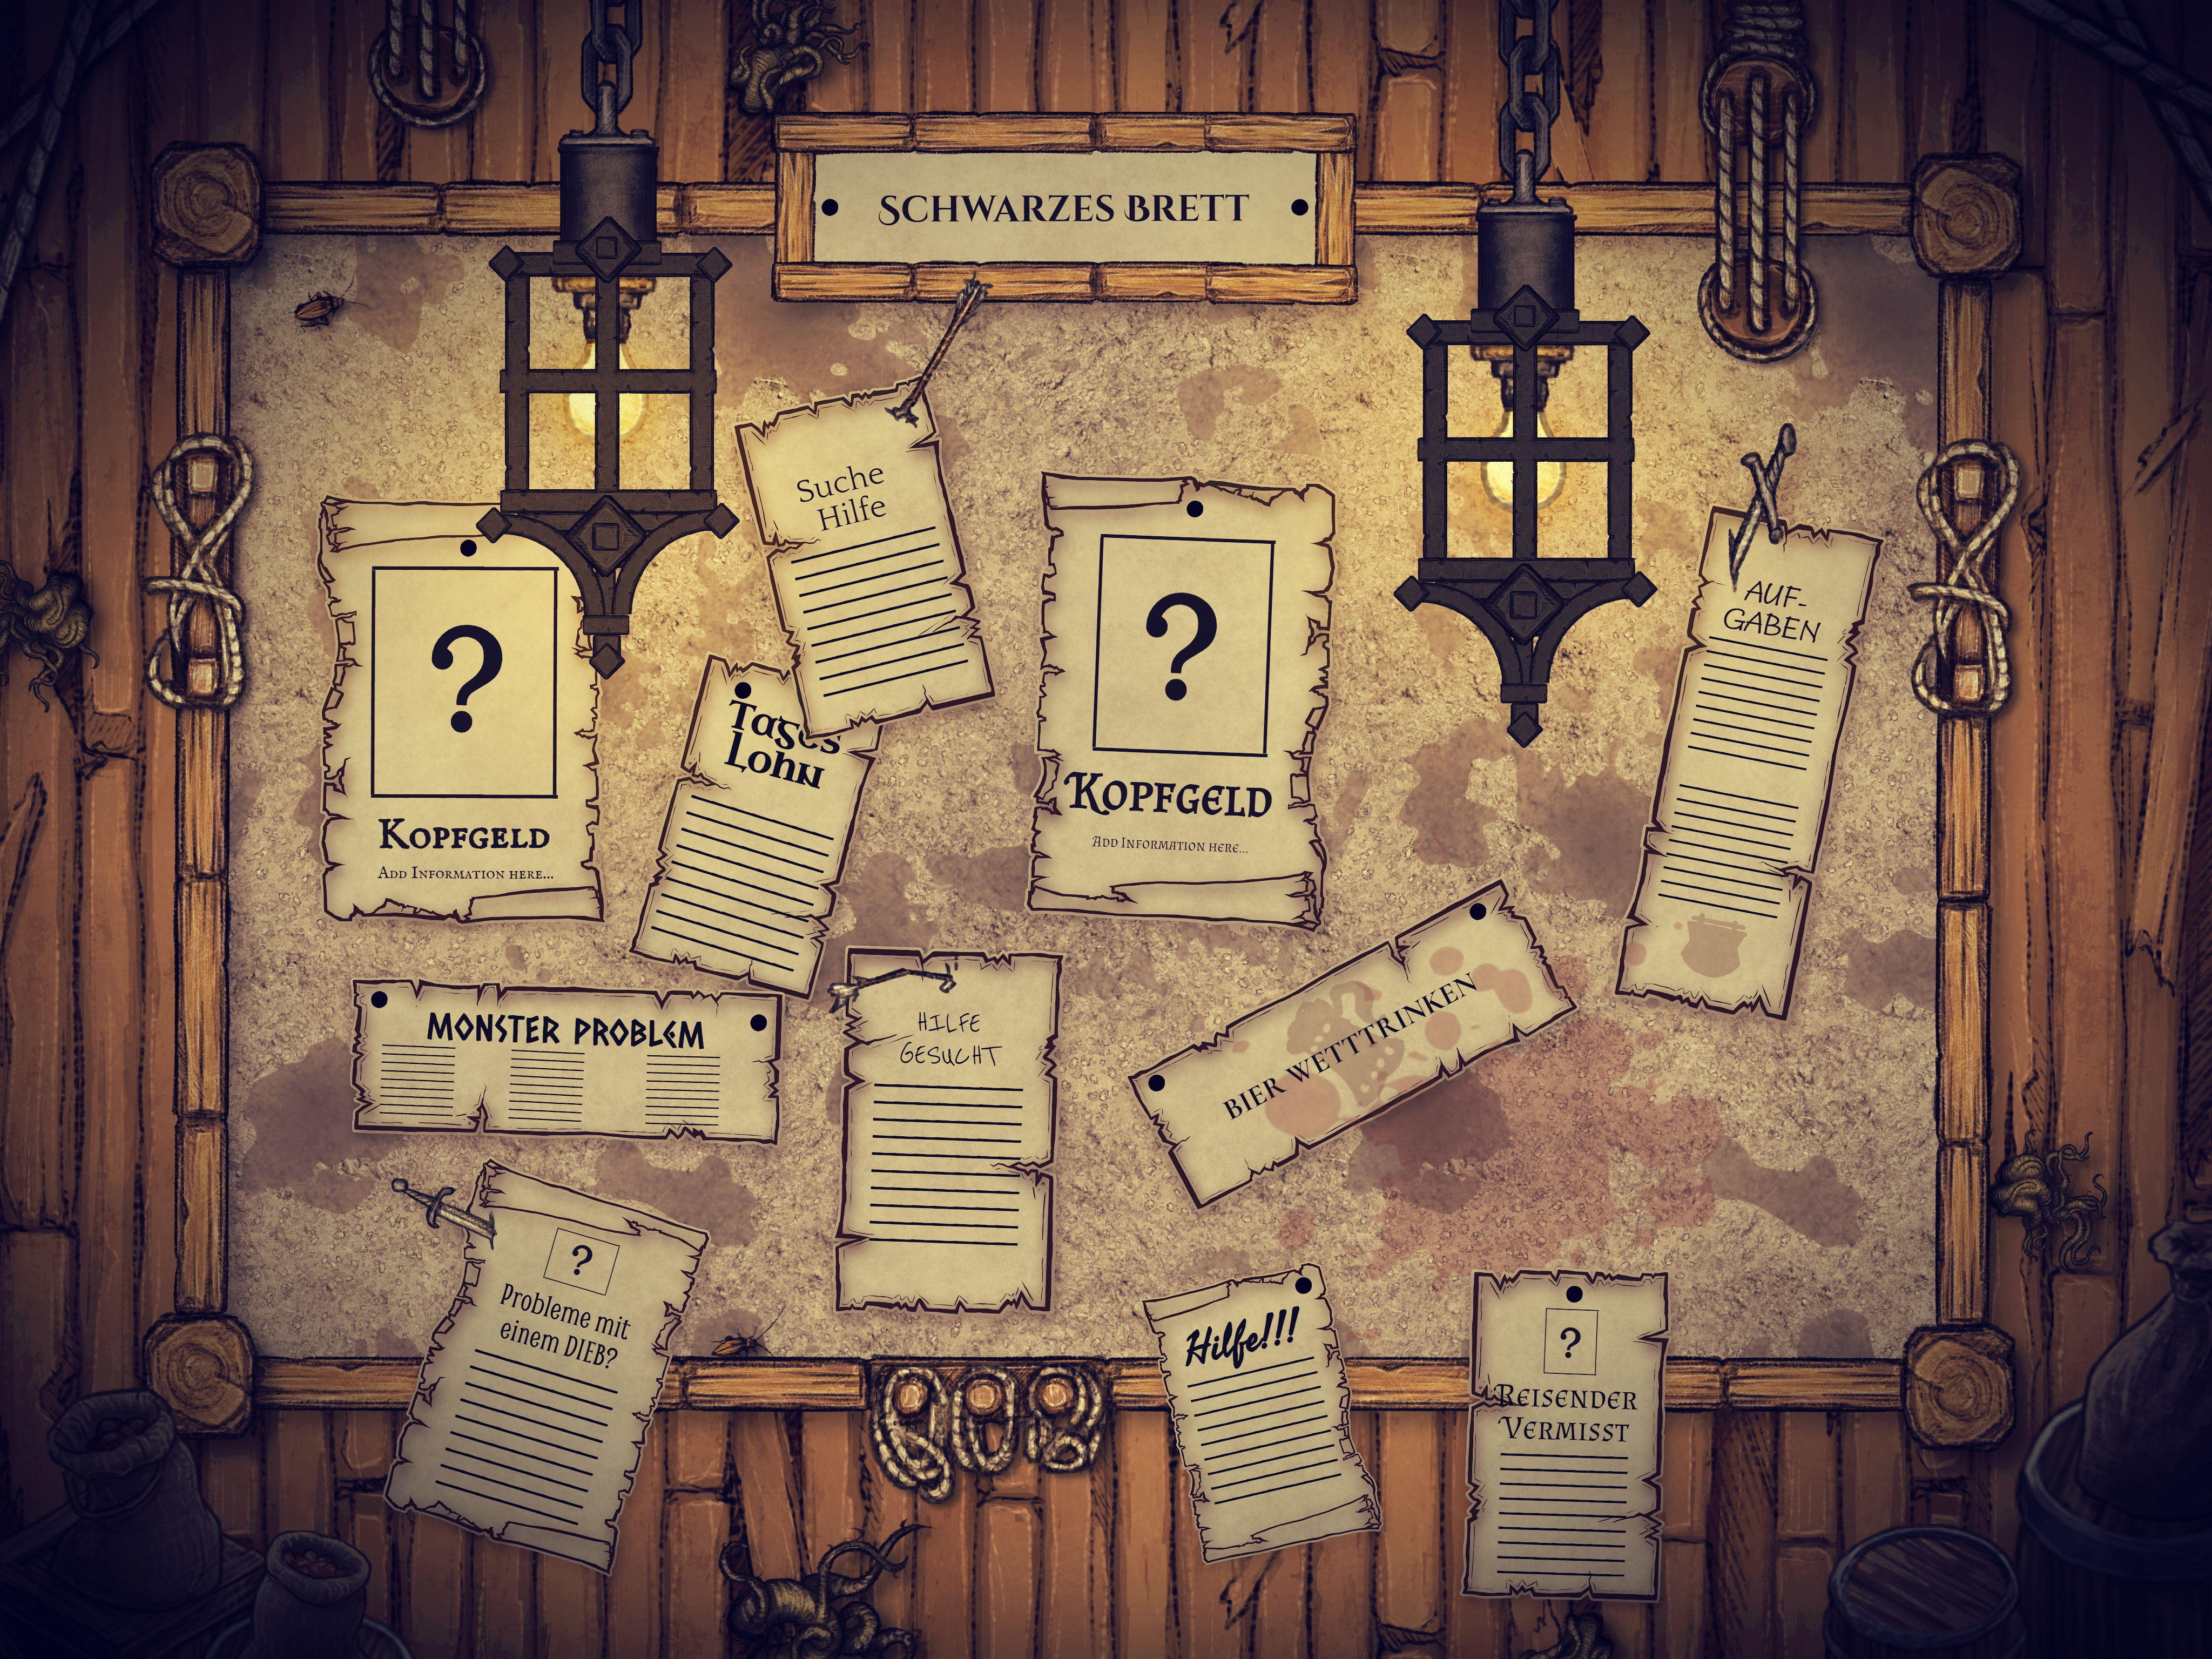 Schwarzes Brett
Suche
Hilfe
?
Kopfgeld
Add Information here...
Tages
Lohn
?
Kopfgeld
Add Information here...
AUF-
GABEN
MONSTER PROBLEM
HILFE
GESUCHT
BIER WETTTRINKEN
?
Probleme mit
einem DIEB?
Hilfe!!!
?
Reisender
Vermisst